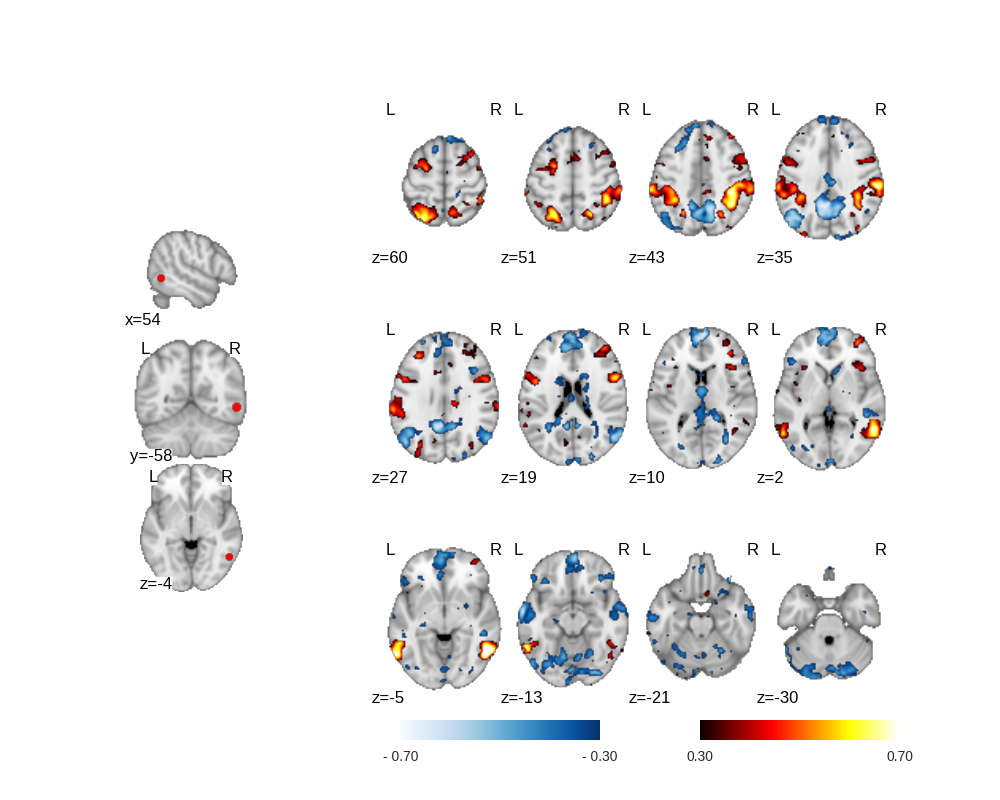 L R L R L R L R
z=60 z=51 z=43 z=35
x=54
L R L R L R L R
L R
z=27 z=19 z=10 z=2
y=-58
L R
L R L R L R L R
z=-4
z=-5 z=-13 z=-21 z=-30
- 0.70 - 0.30 0.30 0.70